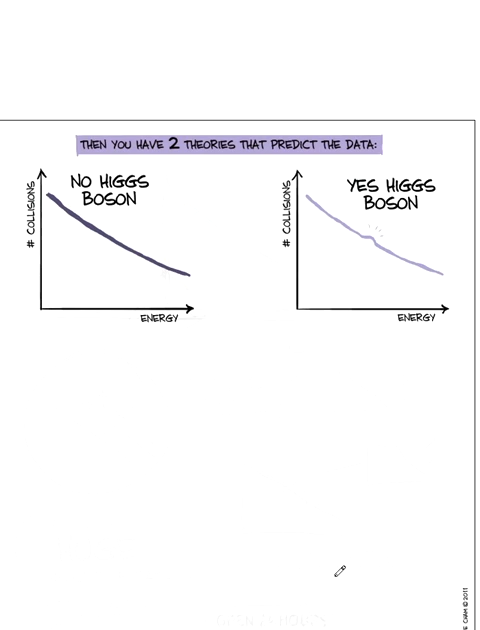 THEN YOU HAVE 2 THEORIES THAT PREDICT THE DATA:
NO HIGGS
BOSON
# COLLISIONS
ENERGY
YES HIGGS
BOSON
# COLLISIONS
ENERGY
E CHAM © 2011